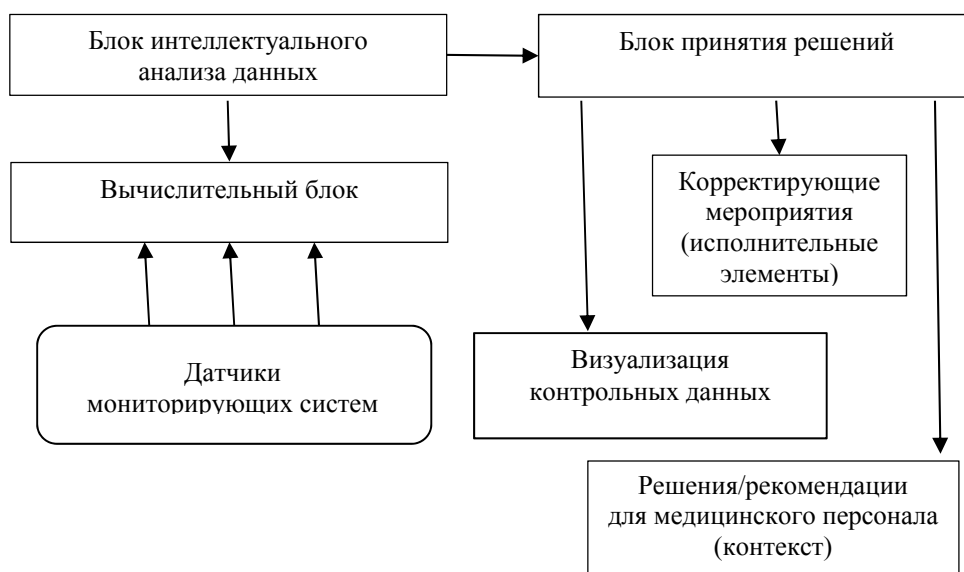 Блок интеллектуального
анализа данных
Блок принятия решений
Вычислительный блок
Корректирующие
мероприятия
(исполнительные
элементы)
Датчики
мониторирующих систем
Визуализация
контрольных данных
Решения/рекомендации
для медицинского персонала
(контекст)